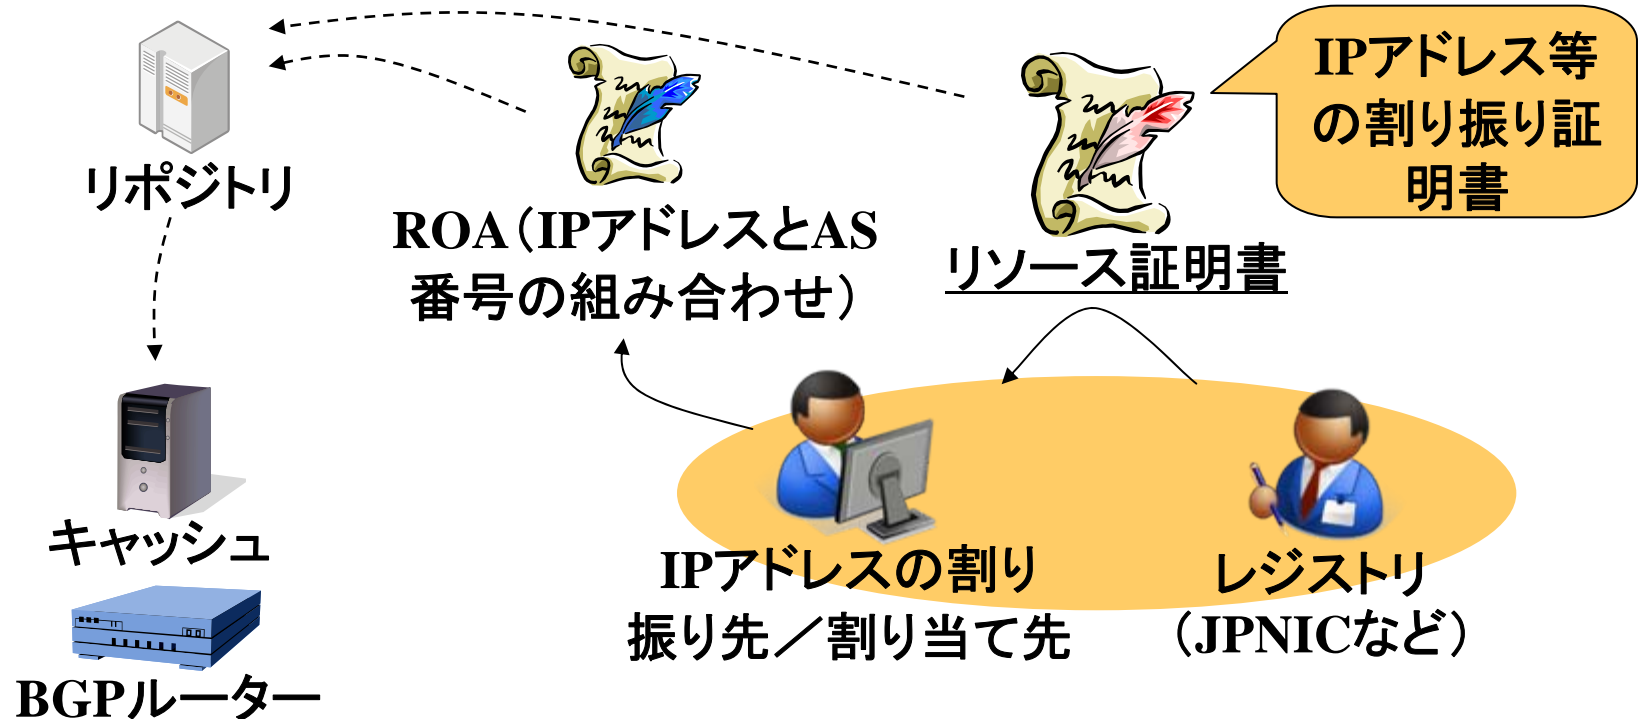 IPアドレス等
の割り振り証
明書
リポジトリ
ROA（IPアドレスとAS
番号の組み合わせ）
リソース証明書
キャッシュ
IPアドレスの割り
振り先／割り当て先
レジストリ
（JPNICなど）
BGPルーター